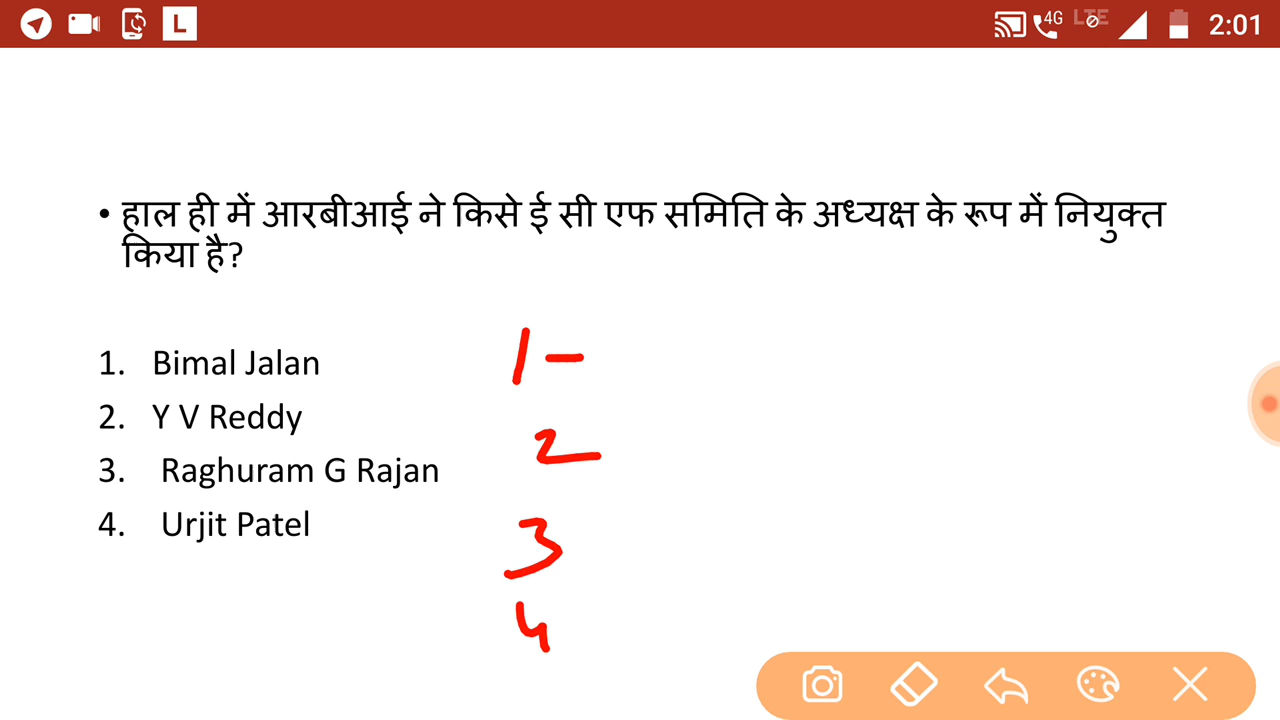 L
4G
LTE
2:01
• हाल ही में आरबीआई ने किसे ई सी एफ समिति के अध्यक्ष के रूप में नियुक्त
किया है?
1. Bimal Jalan
2. Y V Reddy
3. Raghuram G Rajan
4. Urjit Patel
1 –
2
3
4